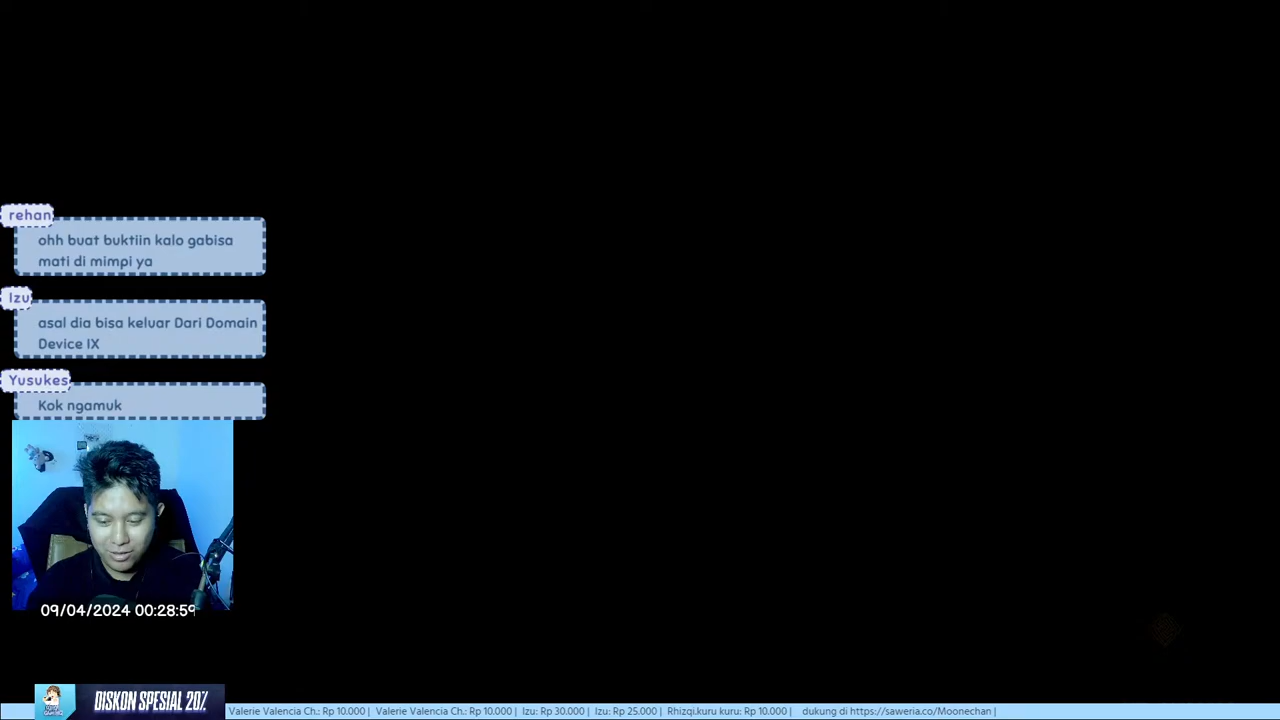 rehan
ohh buat buktiin kalo gabisa
mati di mimpi ya
Izu
asal dia bisa keluar Dari Domain
Device IX
Yusukes
Kok ngamuk
09/04/2024 00:28:59
DISKON SPESIAL 20%
Valerie Valencia Ch.: Rp 10.000 | Valerie Valencia Ch.: Rp 10.000 | Izu: Rp 30.000 | Izu: Rp 25.000 | Rhizqi.kuru kuru: Rp 10.000 | dukung di https://saweria.co/Moonechan |